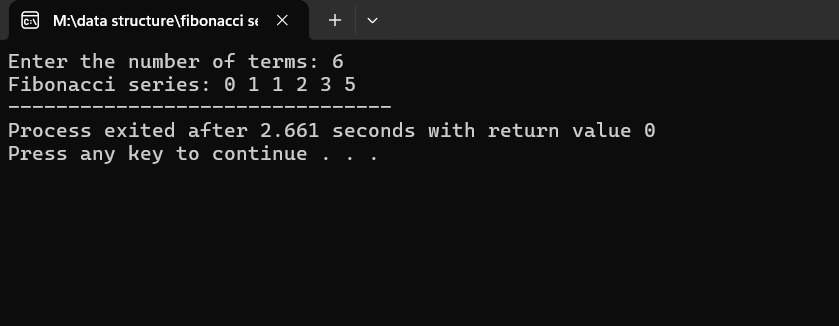 M:\data structure\fibonacci se
Enter the number of terms: 6
Fibonacci series: 0 1 1 2 3 5
--------------------------------
Process exited after 2.661 seconds with return value 0
Press any key to continue . . .